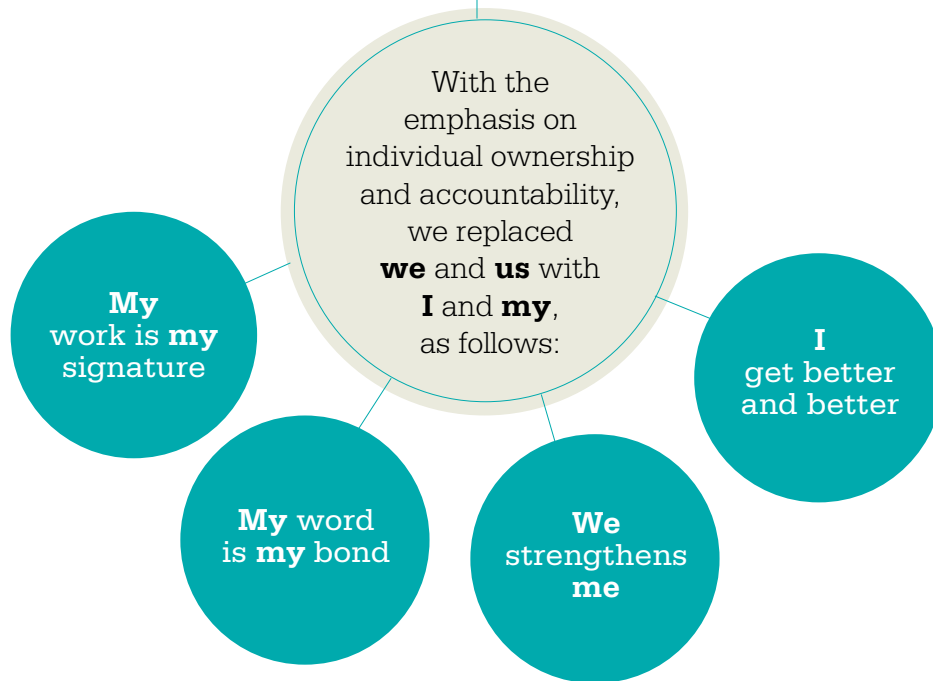 With the
emphasis on
individual ownership
and accountability,
we replaced
we and us with
I and my,
as follows:
My
work is my
signature
My word
is my bond
We
strengthens
me
I
get better
and better